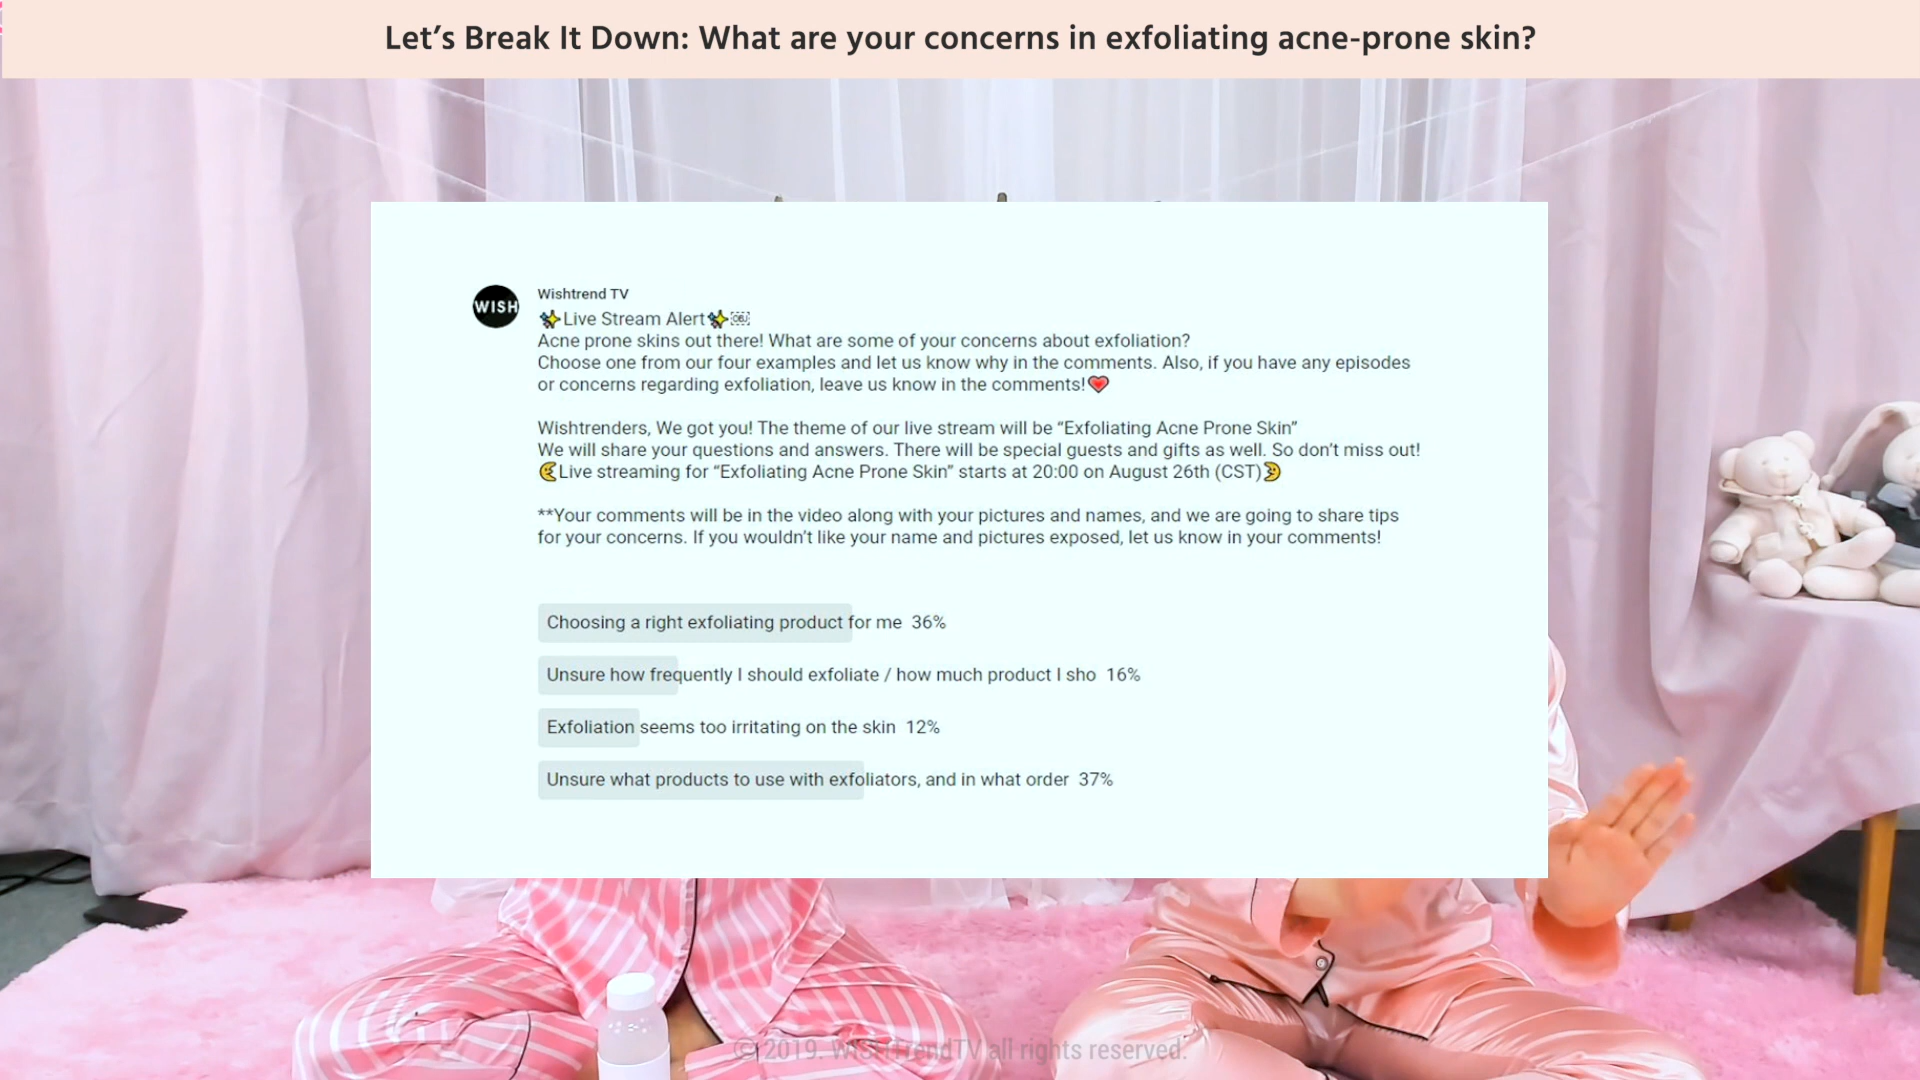 Let’s Break It Down: What are your concerns in exfoliating acne-prone skin?
WISH
Wishtrend TV
✨Live Stream Alert✨￼
Acne prone skins out there! What are some of your concerns about exfoliation?
Choose one from our four examples and let us know why in the comments. Also, if you have any episodes
or concerns regarding exfoliation, leave us know in the comments!❤️
Wishtrenders, We got you! The theme of our live stream will be “Exfoliating Acne Prone Skin”
We will share your questions and answers. There will be special guests and gifts as well. So don’t miss out!
🌜Live streaming for “Exfoliating Acne Prone Skin” starts at 20:00 on August 26th (CST)🌛
**Your comments will be in the video along with your pictures and names, and we are going to share tips
for your concerns. If you wouldn’t like your name and pictures exposed, let us know in your comments!
Choosing a right exfoliating product for me 36%
Unsure how frequently I should exfoliate / how much product I sho 16%
Exfoliation seems too irritating on the skin 12%
Unsure what products to use with exfoliators, and in what order 37%
© 2019. WISHTrendTV all rights reserved.